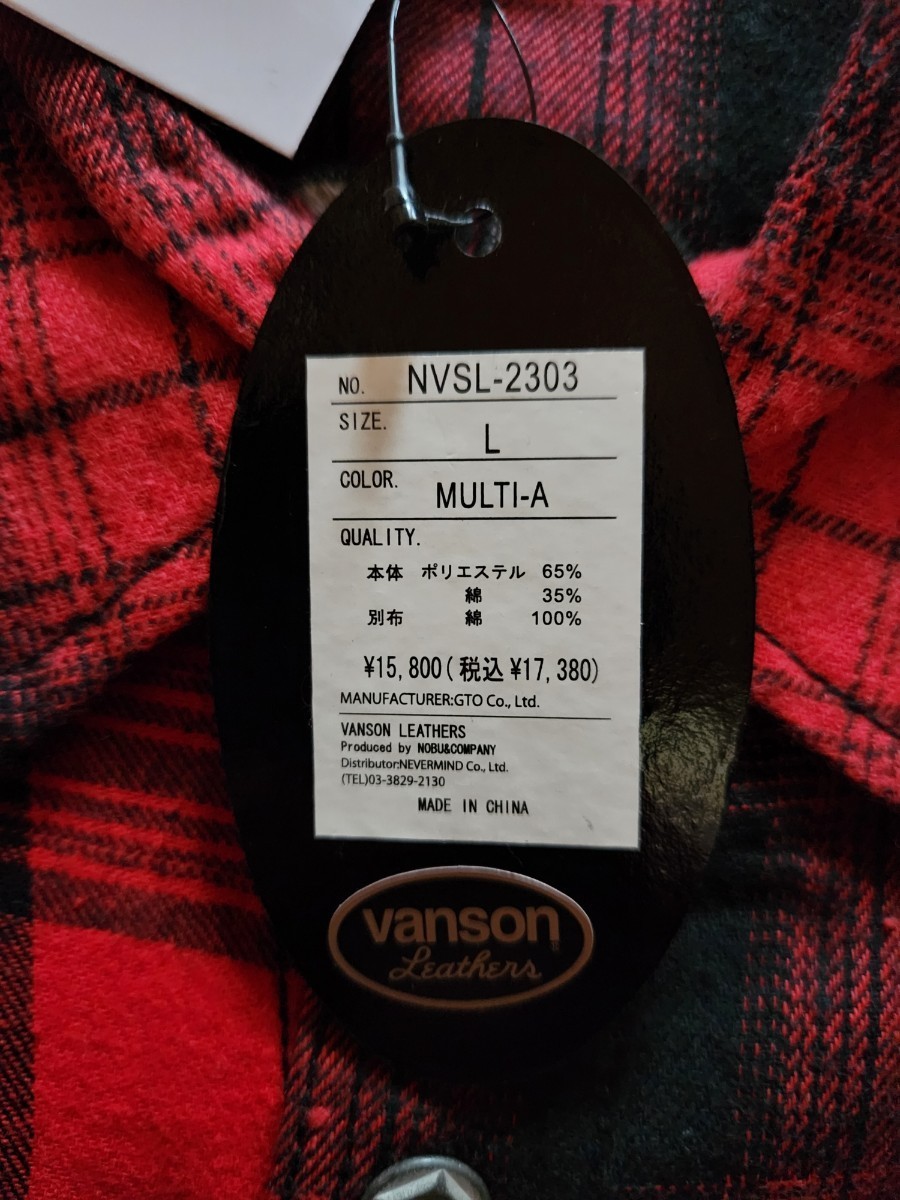 NO. NVSL-2303
SIZE.
L
COLOR.
MULTI-A
QUALITY.
本体 ポリエステル 65%
綿 35%
別布 綿 100%
¥15,800(税込¥17,380)
MANUFACTURER:GTO Co., Ltd.
VANSON LEATHERS
Produced by NOBU&COMPANY
Distributor:NEVERMIND Co., Ltd.
(TEL)03-3829-2130
MADE IN CHINA
vanson
Leathers